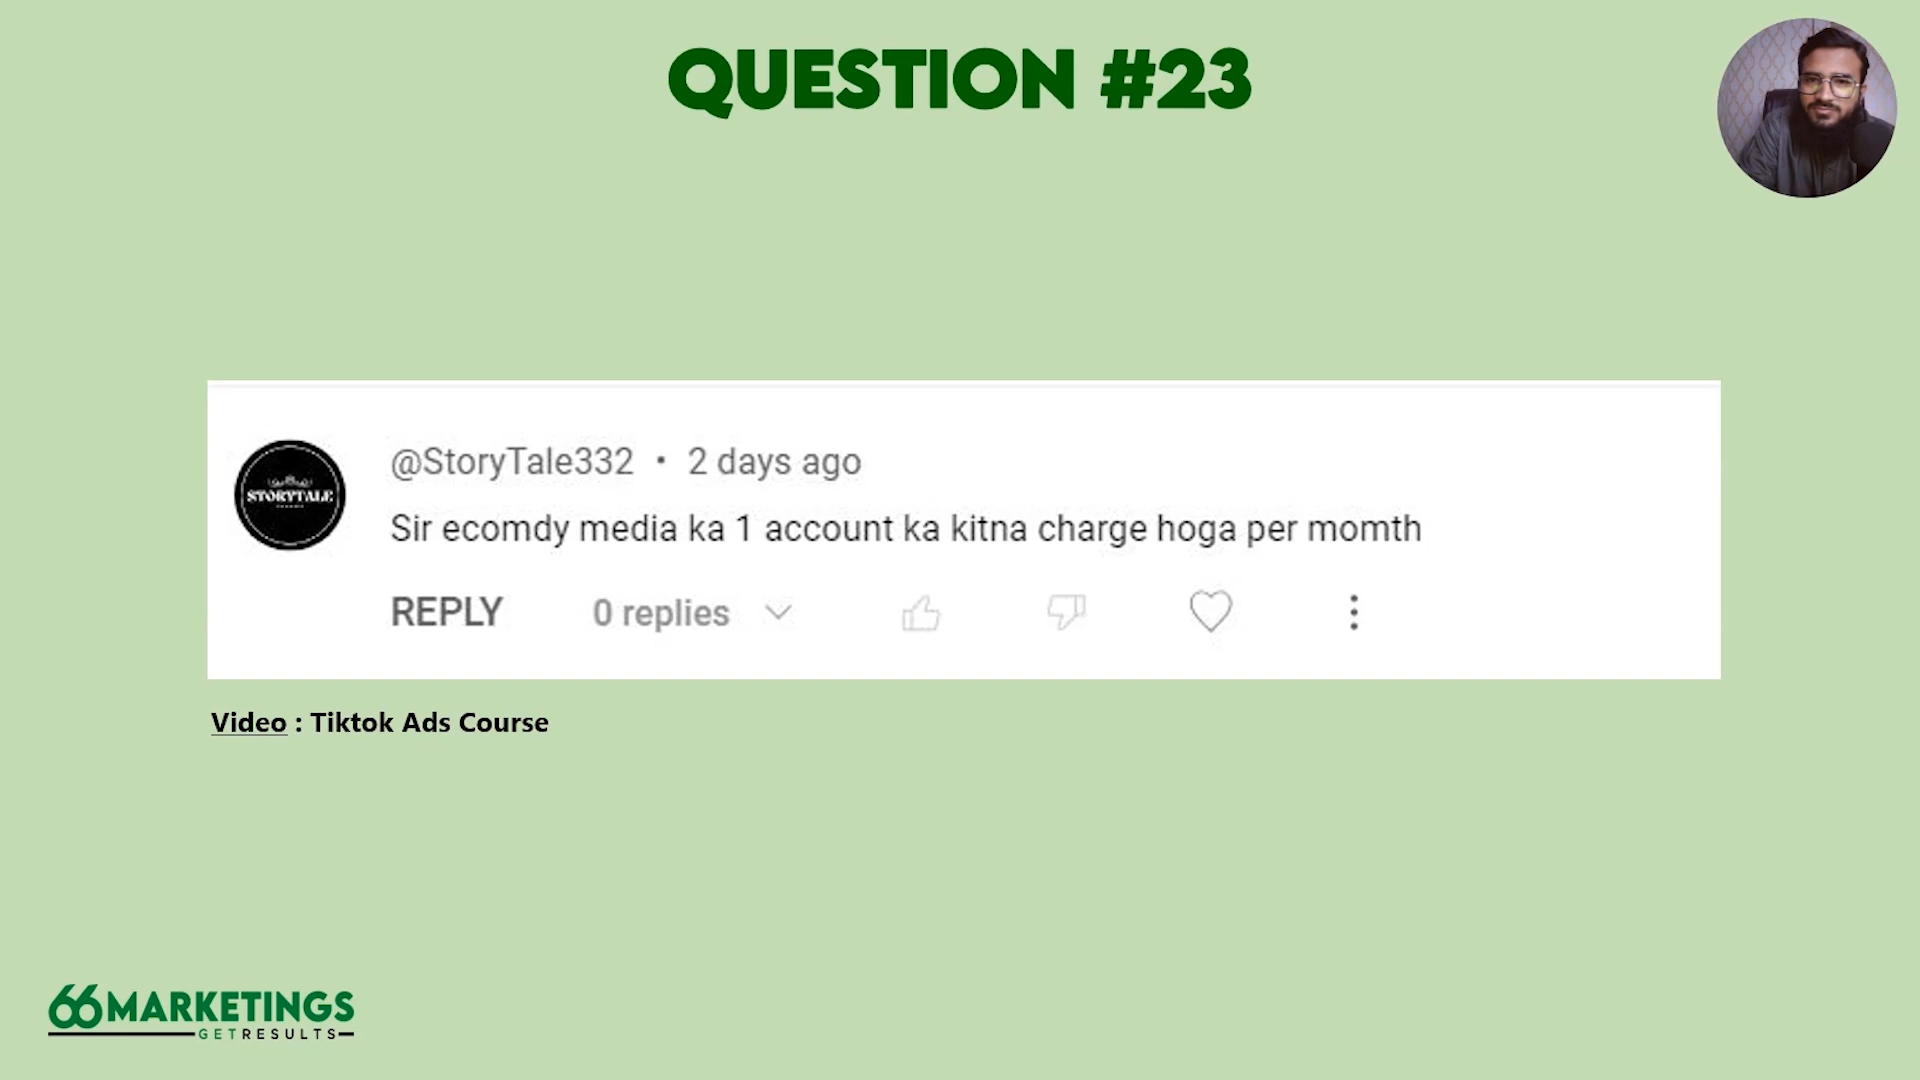 QUESTION #23
@StoryTale332 • 2 days ago
STORYTALE
Sir ecomdy media ka 1 account ka kitna charge hoga per momth
REPLY 0 replies
Video : Tiktok Ads Course
66MARKETINGS
GETRESULTS